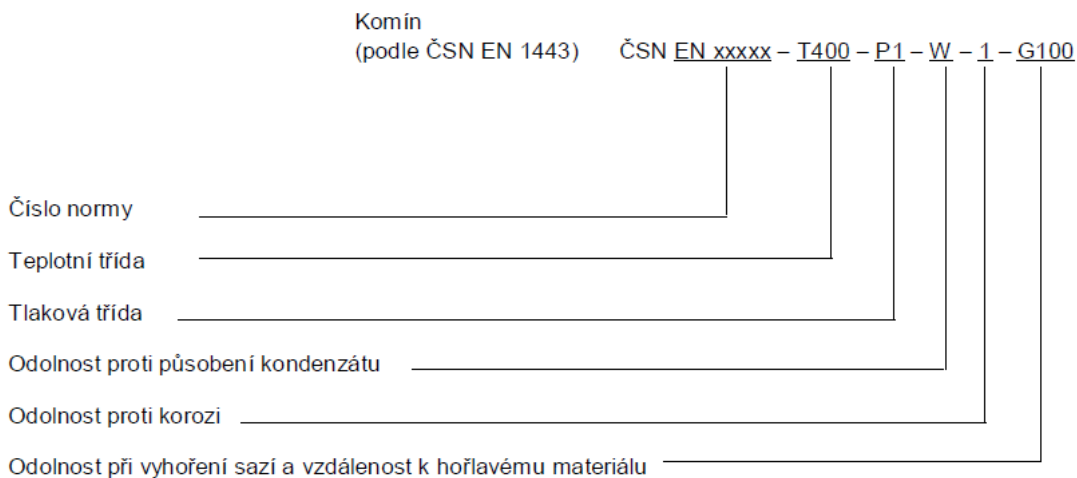 Komín
(podle ČSN EN 1443) ČSN EN xxxxx – T400 – P1 – W – 1 – G100
Číslo normy
Teplotní třída
Tlaková třída
Odolnost proti působení kondenzátu
Odolnost proti korozi
Odolnost při vyhoření sazí a vzdálenost k hořlavému materiálu